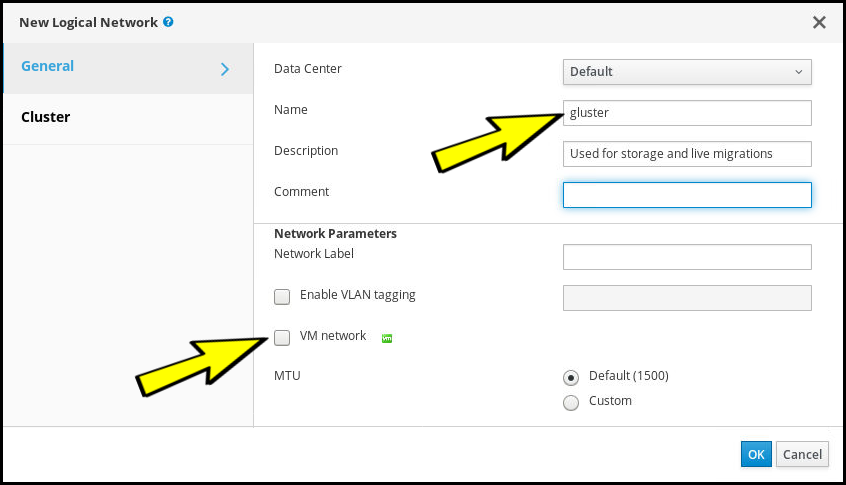 New Logical Network ?
General
Cluster
Data Center
Default
Name
gluster
Description
Used for storage and live migrations
Comment
Network Parameters
Network Label
Enable VLAN tagging
VM network vm
MTU
Default (1500)
Custom
OK
Cancel